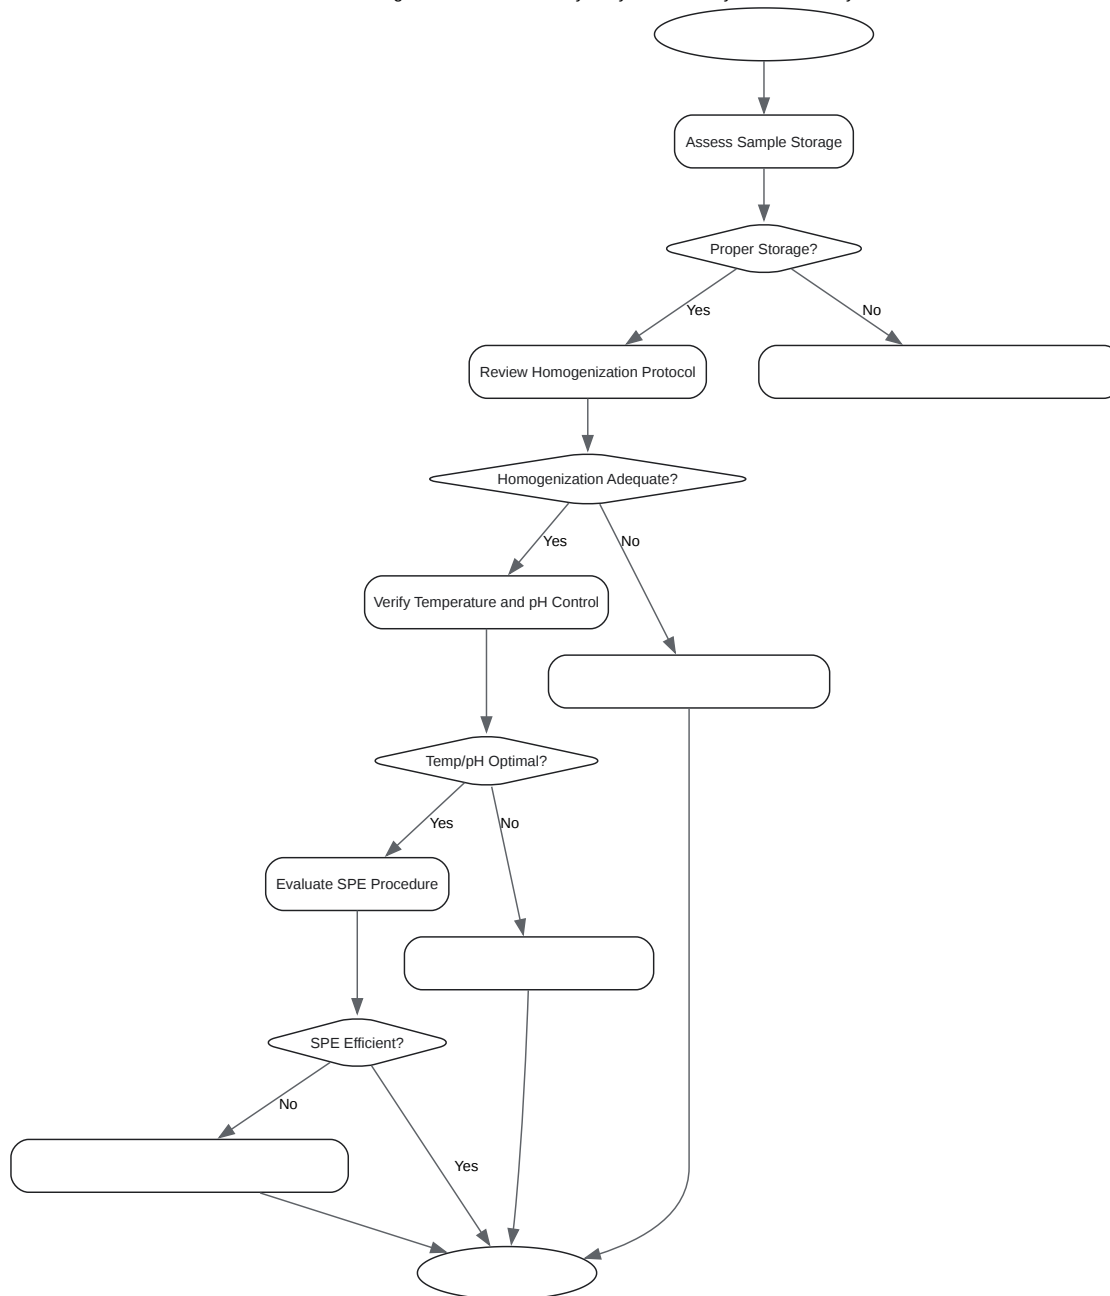 Assess Sample Storage
Proper Storage?
Yes
No
Review Homogenization Protocol
Homogenization Adequate?
Yes
No
Verify Temperature and pH Control
Temp/pH Optimal?
Yes
No
Evaluate SPE Procedure
SPE Efficient?
No
Yes